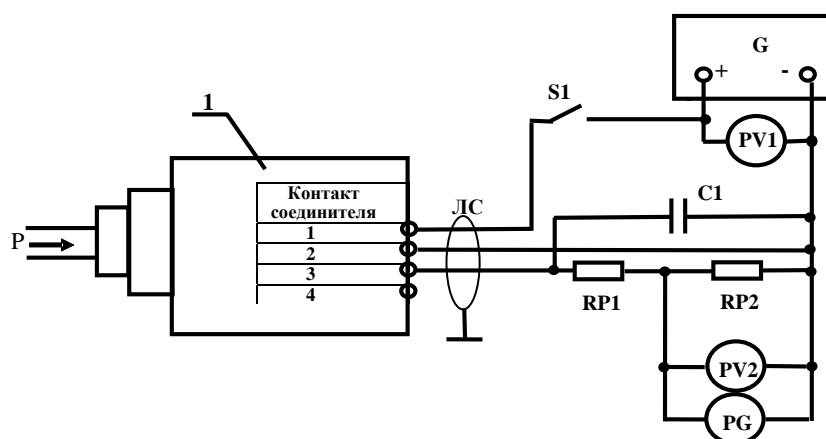 G
+ -
S1
1
PV1
Контакт
соединителя
ЛС
C1
1
P
2
3
4
RP1
RP2
PV2
PG